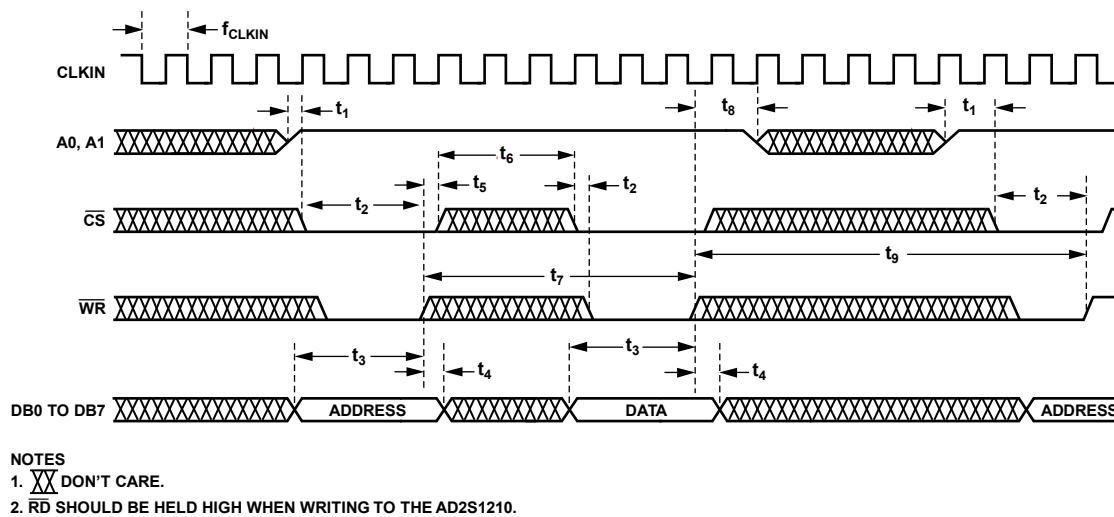 fCLKIN
CLKIN
t8 t1
t1
A0, A1
t6
t5 t2
t2 t2
CS
t9
t7
WR
t3 t3
t4 t4
DB0 TO DB7 ADDRESS DATA ADDRESS
NOTES
1. XX DON'T CARE.
2. RD SHOULD BE HELD HIGH WHEN WRITING TO THE AD2S1210.